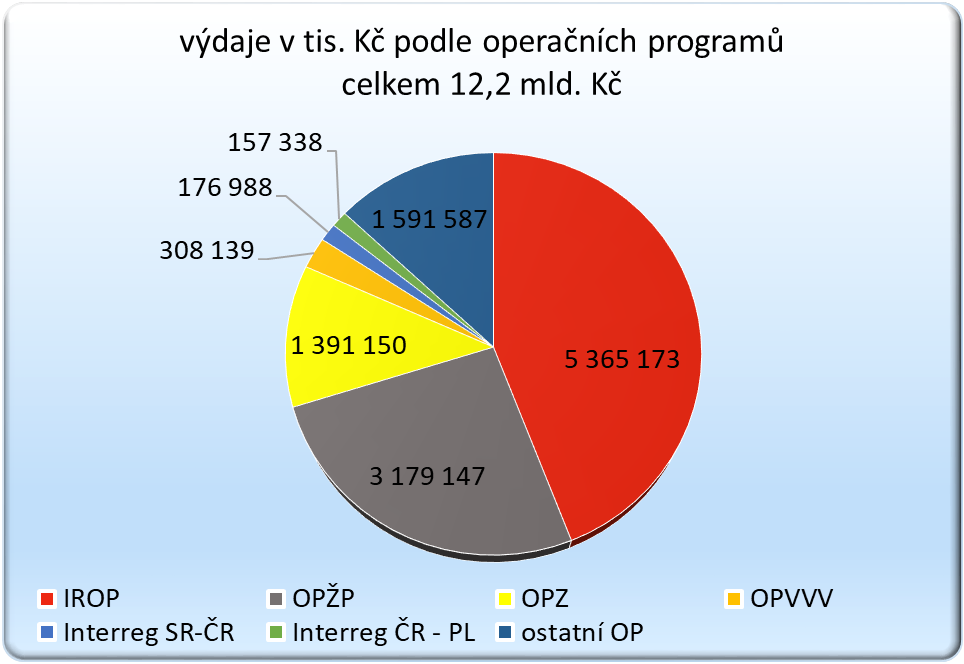 výdaje v tis. Kč podle operačních programů
celkem 12,2 mld. Kč
157 338
176 988
308 139
1 591 587
1 391 150
5 365 173
3 179 147
IROP OPŽP OPZ OPVVV
Interreg SR-ČR Interreg ČR - PL ostatní OP